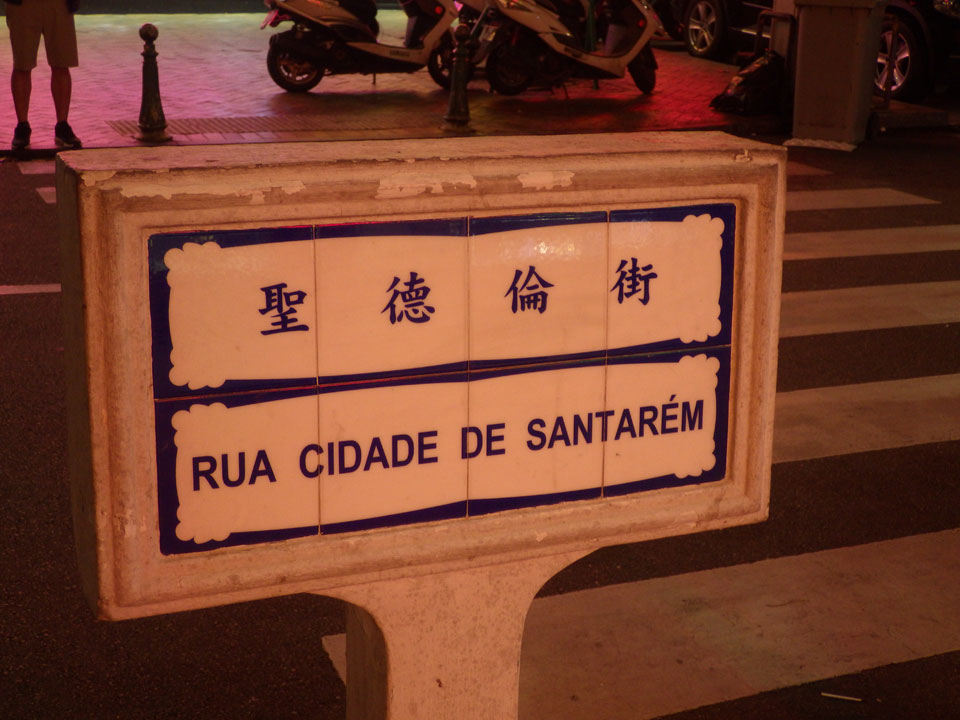 聖德倫街
RUA CIDADE DE SANTARÉM